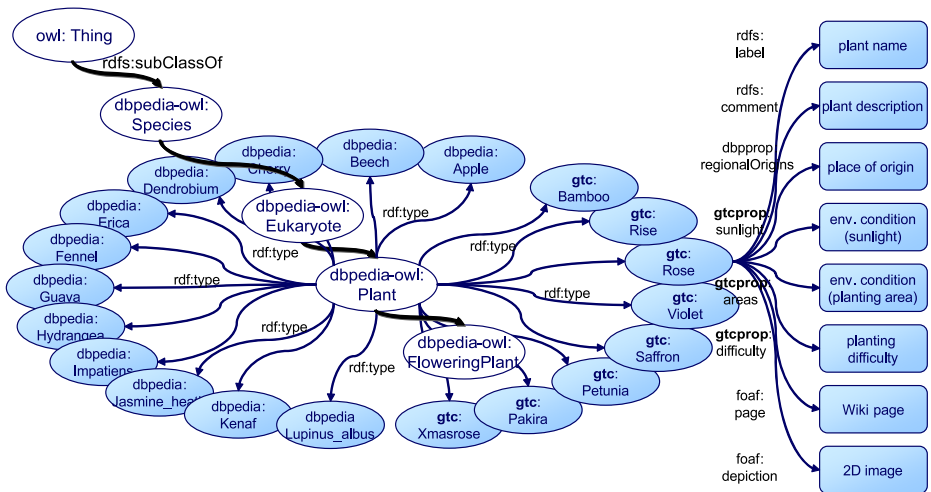 owl: Thing
rdfs:subClassOf
dbpedia-owl:
Species
dbpedia:
Dendrobium
dbpedia:
Cherry
dbpedia:
Beech
dbpedia:
Apple
dbpedia-owl:
Eukaryote
rdf:type
rdf:type
rdf:type
dbpedia:
Erica
dbpedia:
Fennel
dbpedia:
Guava
rdf:type
dbpedia:
Hydrangea
dbpedia:
Impatiens
rdf:type
dbpedia:
Jasmine_heath
dbpedia:
Kenaf
rdf:type
dbpedia
Lupinus_albus
dbpedia-owl:
Plant
dbpedia-owl:
FloweringPlant
gtc:
Bamboo
gtc:
Rise
gtc:
Rose
rdf:type
gtc:
Violet
gtc:
Saffron
gtc:
Petunia
gtc:
Pakira
gtc:
Xmasrose
rdfs:
label
plant name
rdfs:
comment
plant description
dbpprop:
regionalOrigins
place of origin
gtcprop:
sunlight
env. condition
(sunlight)
gtcprop:
areas
env. condition
(planting area)
gtcprop:
difficulty
planting
difficulty
foaf:
page
Wiki page
foaf:
depiction
2D image